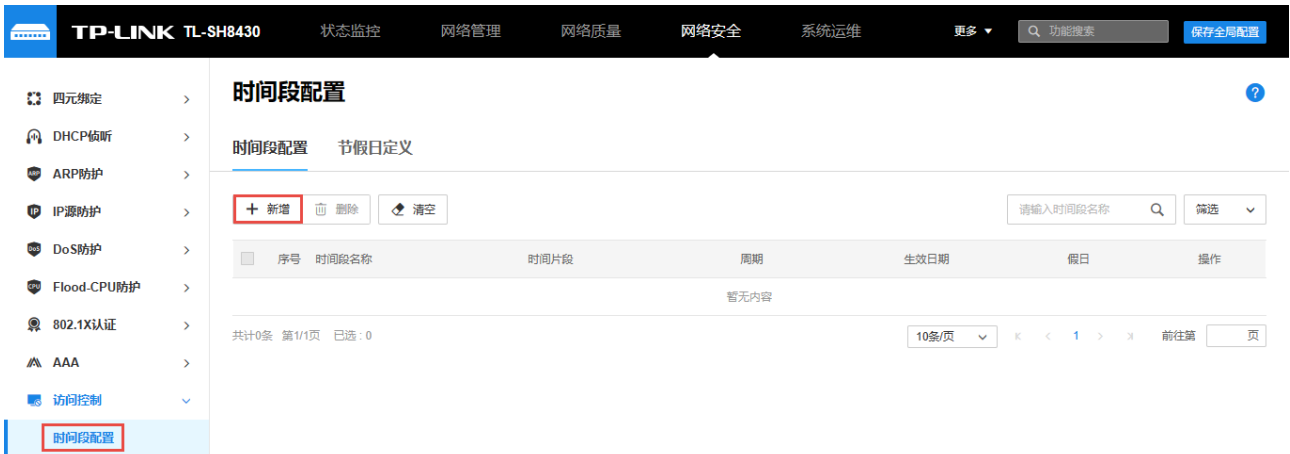 TP-LINK TL-SH8430 状态监控 网络管理 网络质量 网络安全 系统运维 更多 功能搜索 保存全局配置
四元绑定
DHCP侦听
ARP防护
IP源防护
DoS防护
Flood-CPU防护
802.1X认证
AAA
访问控制
时间段配置
时间段配置
时间段配置 节假日定义
新增 删除 清空 请输入时间段名称 筛选
序号 时间段名称 时间片段 周期 生效日期 假日 操作
暂无内容
共计0条 第1/1页 已选：0 10条/页 1 前往第 页